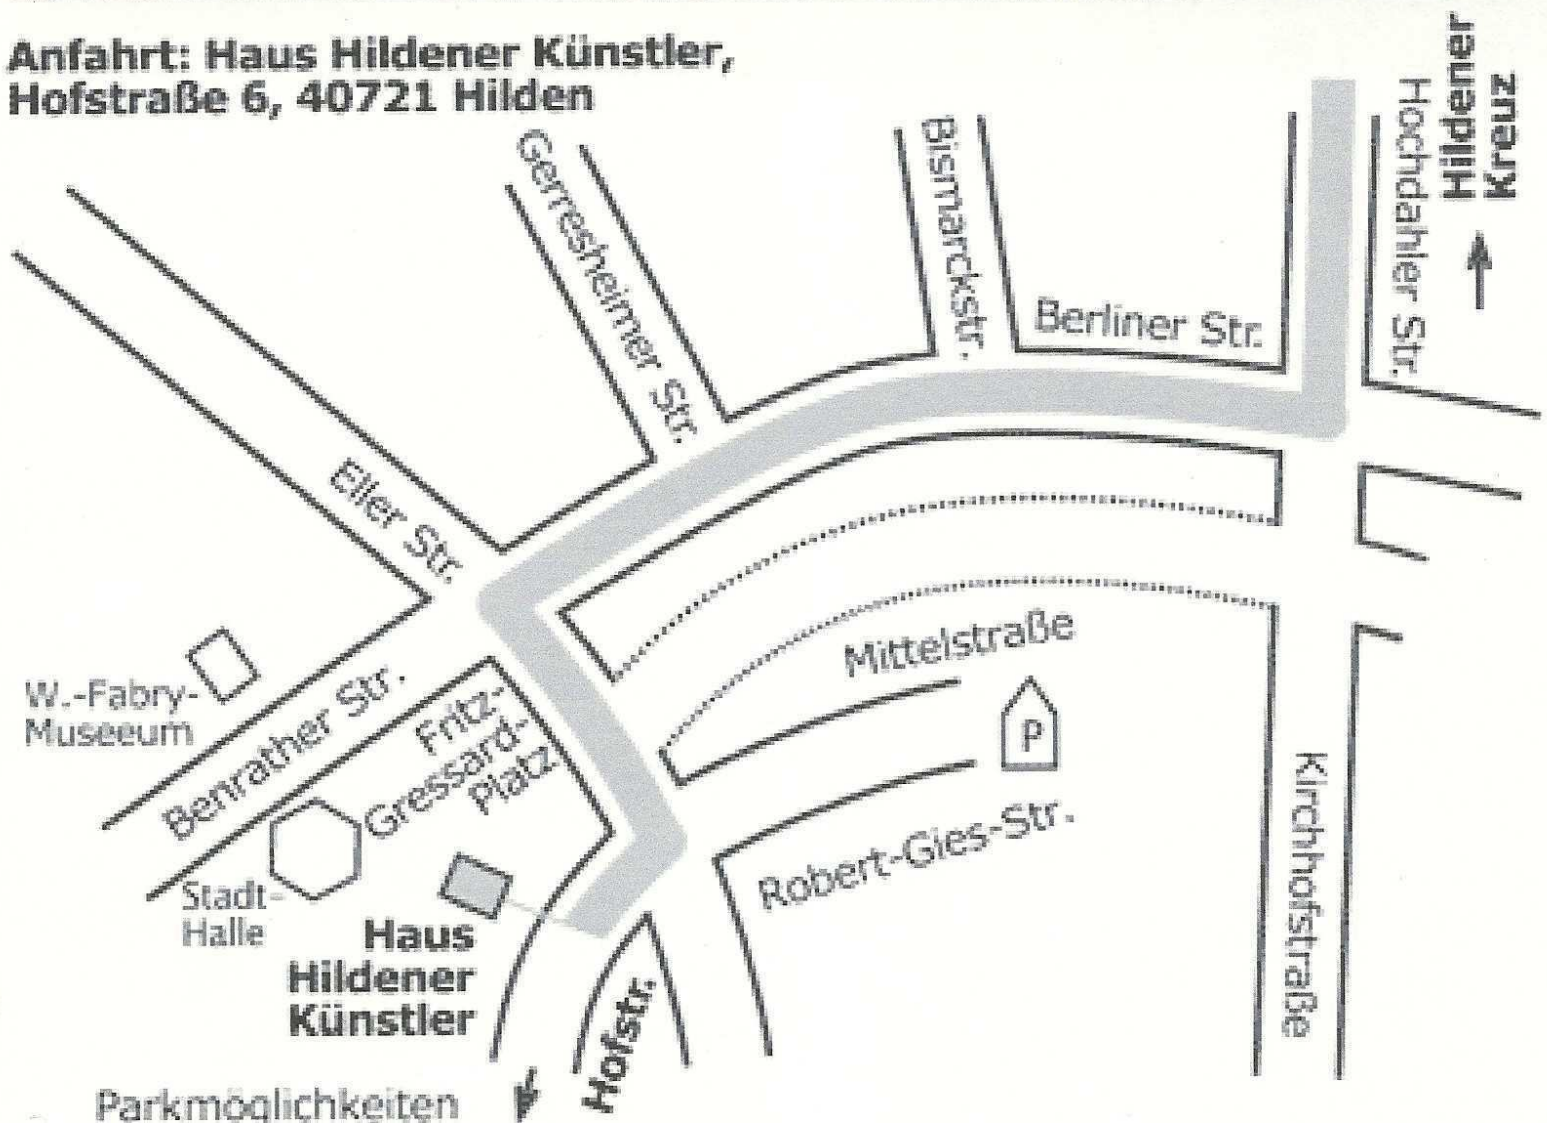 Anfahrt: Haus Hildener Künstler,
Hofstraße 6, 40721 Hilden
Hildener
Kreuz
Hochdahler Str.
Gerresheimer Str.
Bismarckstr.
Berliner Str.
Eller Str.
Mittelstraße
P
W.-Fabry-
Museeum
Benrather Str.
Fritz-
Gressard-
Platz
Robert-Gies-Str.
Kirchhofstraße
Stadt-
Halle
Haus
Hildener
Künstler
Hofstr.
Parkmöglichkeiten